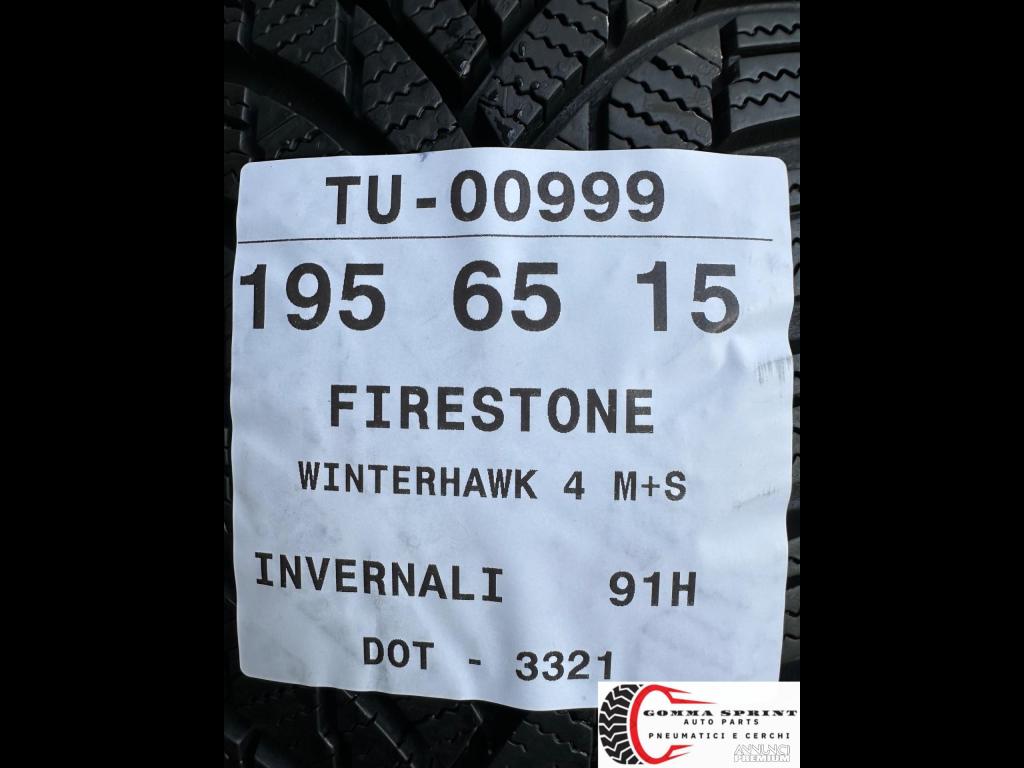 TU-00999
195 65 15
FIRESTONE
WINTERHAWK 4 M+S
INVERNALI 91H
DOT - 3321
GOMMA SPRINT
AUTO PARTS
PNEUMATICI E CERCHI
ANNUNCI
PREMIUM